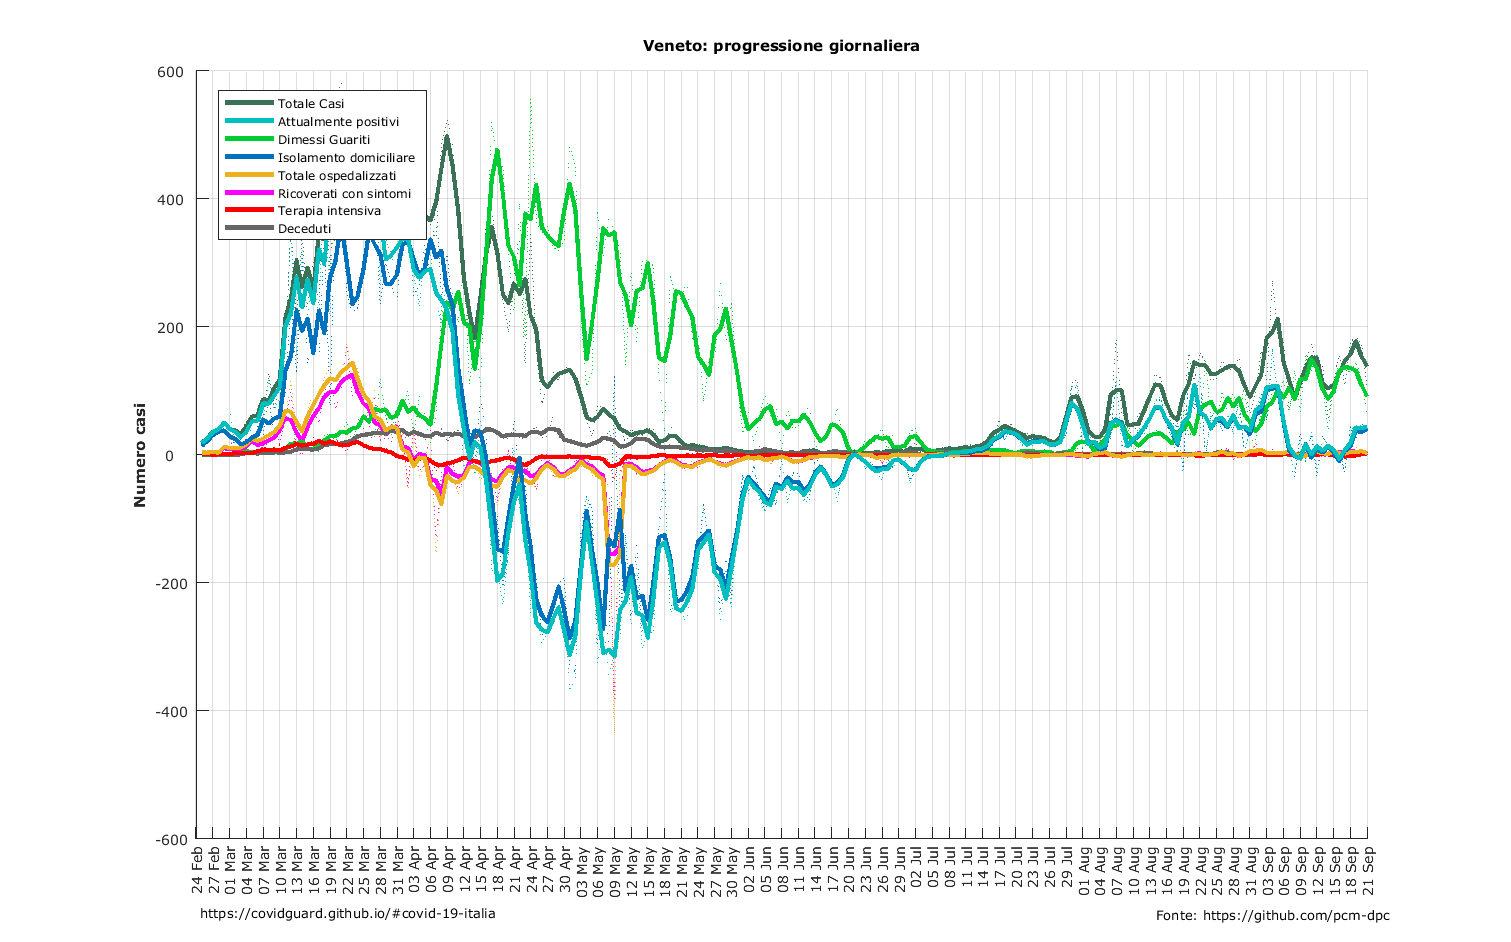 Veneto: progressione giornaliera
Numero casi
600
400
200
0
-200
-400
-600
Totale Casi
Attualmente positivi
Dimessi Guariti
Isolamento domiciliare
Totale ospedalizzati
Ricoverati con sintomi
Terapia intensiva
Deceduti
24 Feb
27 Feb
01 Mar
04 Mar
07 Mar
10 Mar
13 Mar
16 Mar
19 Mar
22 Mar
25 Mar
28 Mar
31 Mar
03 Apr
06 Apr
09 Apr
12 Apr
15 Apr
18 Apr
21 Apr
24 Apr
27 Apr
30 Apr
03 May
06 May
09 May
12 May
15 May
18 May
21 May
24 May
27 May
30 May
02 Jun
05 Jun
08 Jun
11 Jun
14 Jun
17 Jun
20 Jun
23 Jun
26 Jun
29 Jun
02 Jul
05 Jul
08 Jul
11 Jul
14 Jul
17 Jul
20 Jul
23 Jul
26 Jul
29 Jul
01 Aug
04 Aug
07 Aug
10 Aug
13 Aug
16 Aug
19 Aug
22 Aug
25 Aug
28 Aug
31 Aug
03 Sep
06 Sep
09 Sep
12 Sep
15 Sep
18 Sep
21 Sep
https://covidguard.github.io/#covid-19-italia
Fonte: https://github.com/pcm-dpc